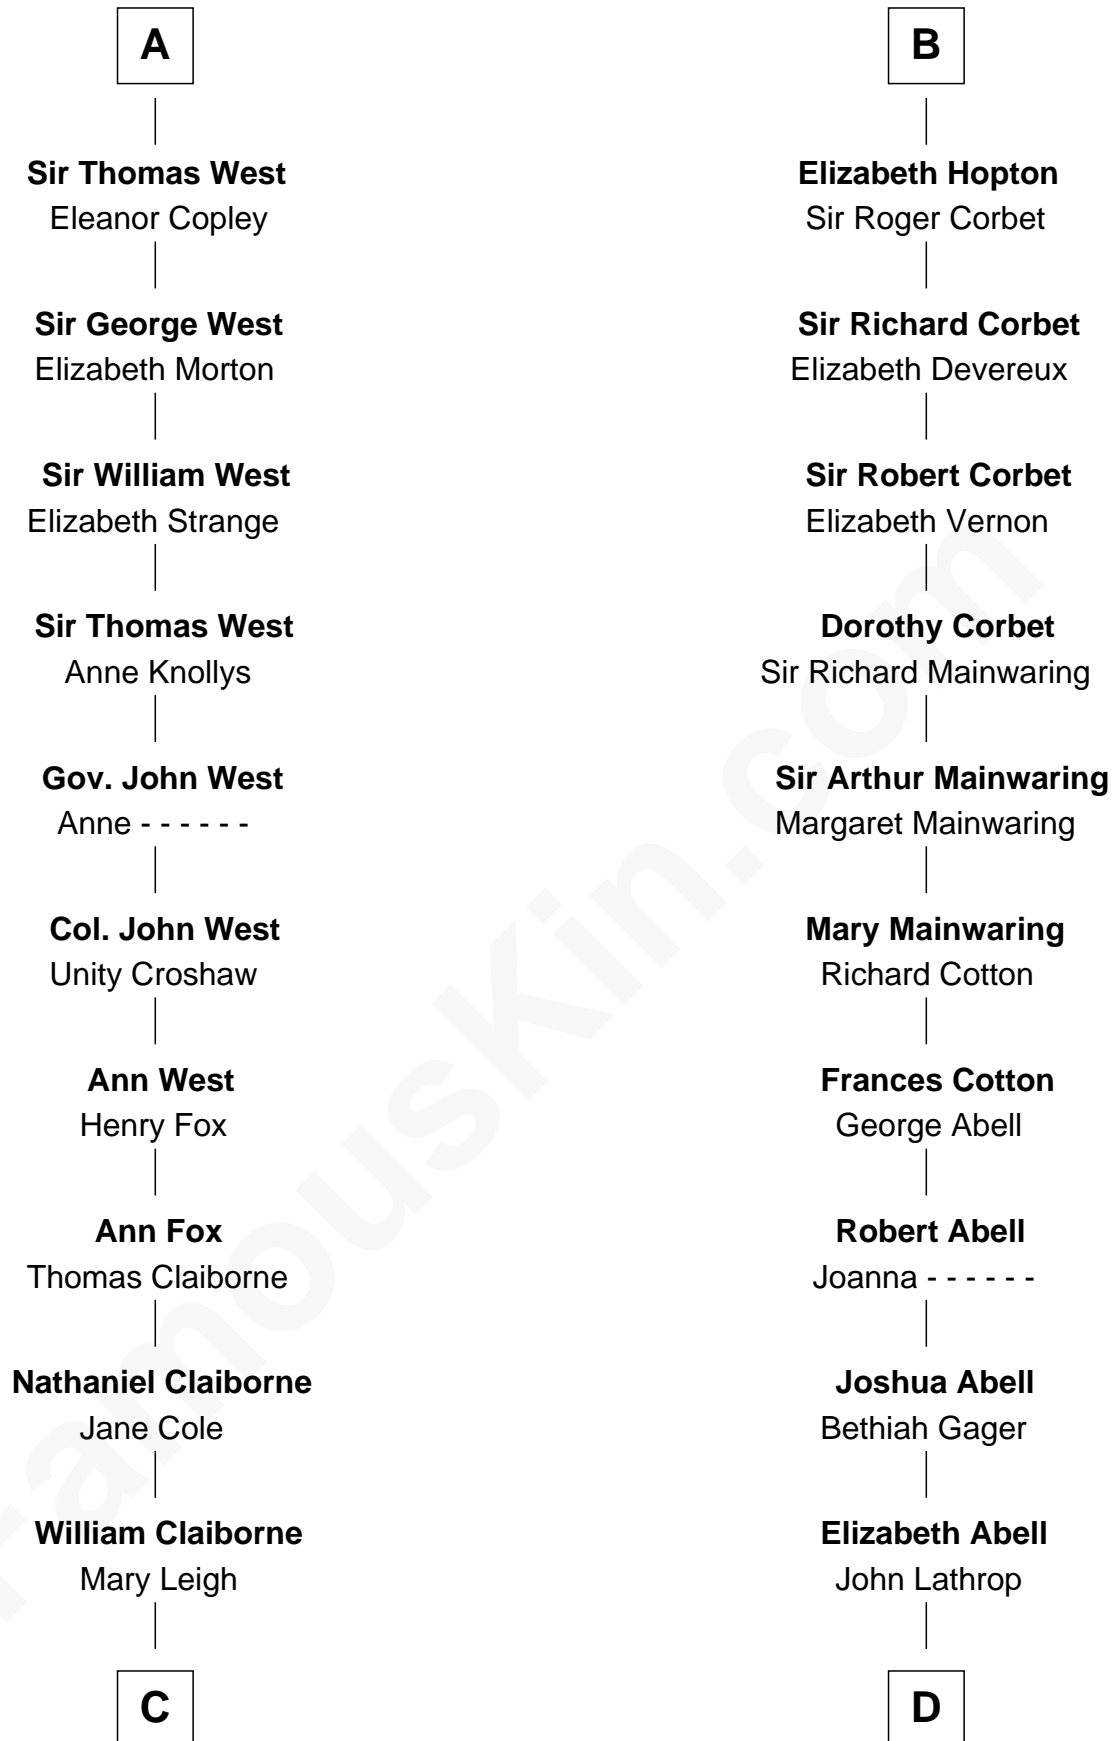 A
Sir Thomas West
Eleanor Copley
Sir George West
Elizabeth Morton
Sir William West
Elizabeth Strange
Sir Thomas West
Anne Knollys
Gov. John West
Anne - - - - - -
Col. John West
Unity Croshaw
Ann West
Henry Fox
Ann Fox
Thomas Claiborne
Nathaniel Claiborne
Jane Cole
William Claiborne
Mary Leigh
C
B
Elizabeth Hopton
Sir Roger Corbet
Sir Richard Corbet
Elizabeth Devereux
Sir Robert Corbet
Elizabeth Vernon
Dorothy Corbet
Sir Richard Mainwaring
Sir Arthur Mainwaring
Margaret Mainwaring
Mary Mainwaring
Richard Cotton
Frances Cotton
George Abell
Robert Abell
Joanna - - - - - -
Joshua Abell
Bethiah Gager
Elizabeth Abell
John Lathrop
D
FamousKin.com